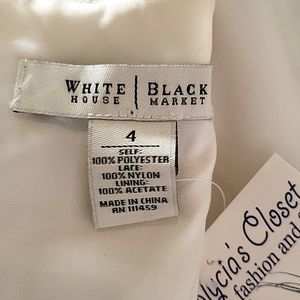 WHITE | BLACK
HOUSE | MARKET
4
SELF:
100% POLYESTER
LACE:
100% NYLON
LINING:
100% ACETATE
MADE IN CHINA
RN 111459
lycia's Closet
fashion and